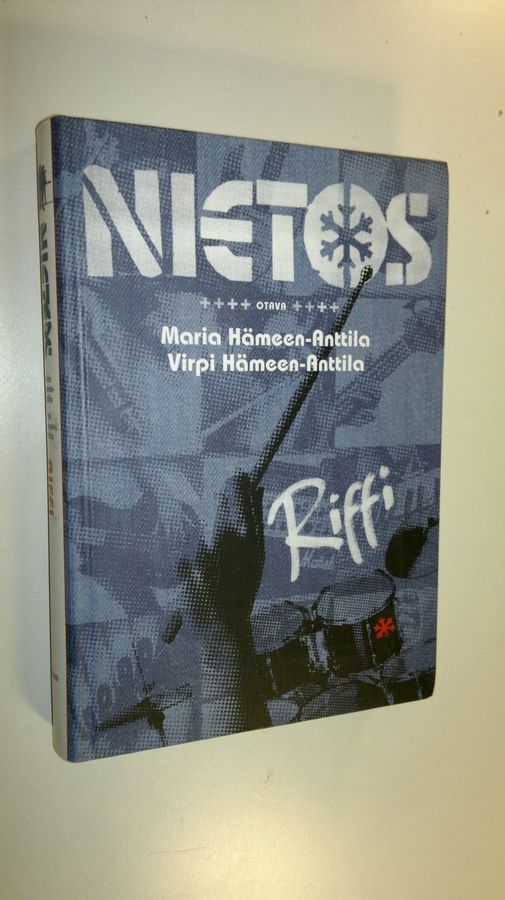 NIETOS
++++ OTAVA ++++
Maria Hämeen-Anttila
Virpi Hämeen-Anttila
Riffi